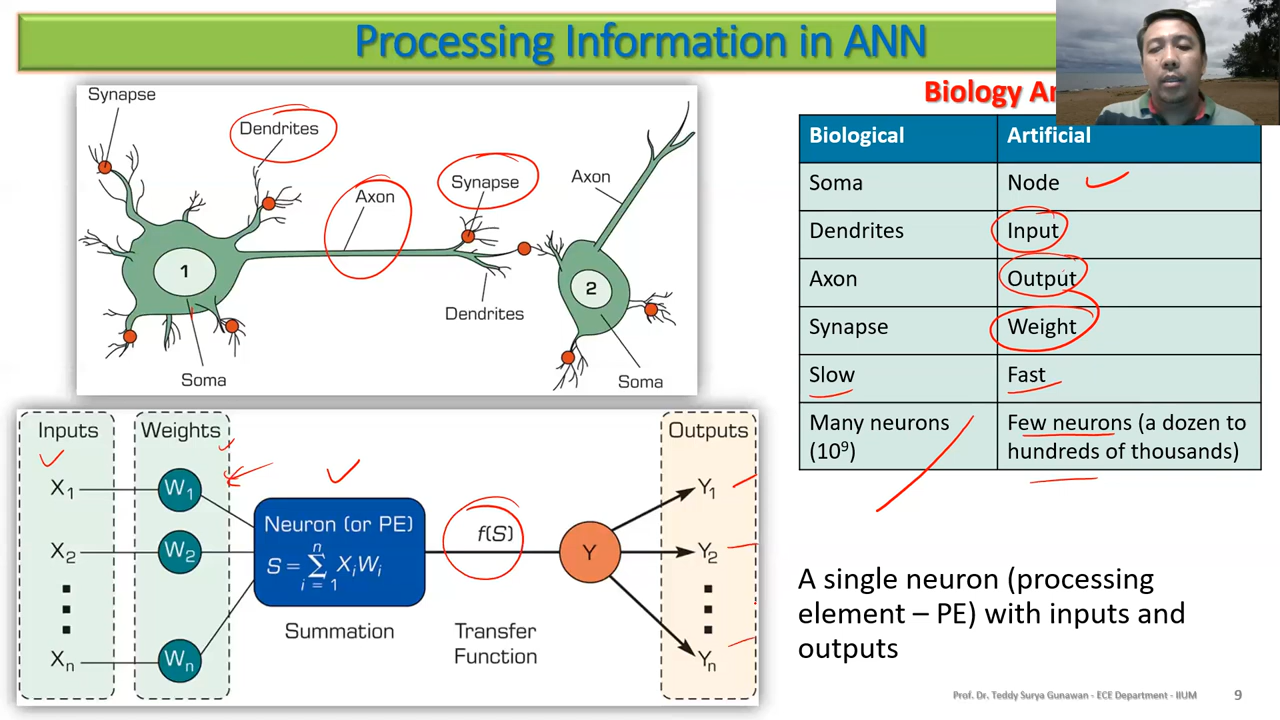 Processing Information in ANN
Synapse
Dendrites
Axon
Synapse
Axon
1
2
Dendrites
Soma
Soma
Biology
Biological Artificial
Soma Node
Dendrites Input
Axon Output
Synapse Weight
Slow Fast
Many neurons (10⁹) Few neurons (a dozen to hundreds of thousands)
Inputs
Weights
Outputs
X₁
W₁
Y₁
X₂
W₂
Y₂
Xₙ
Wₙ
Yₙ
Neuron (or PE)
S = Σ XᵢWᵢ
n
i = 1
Summation
f(S)
Transfer
Function
Y
A single neuron (processing
element – PE) with inputs and
outputs
Prof. Dr. Teddy Surya Gunawan - ECE Department - IIUM
9